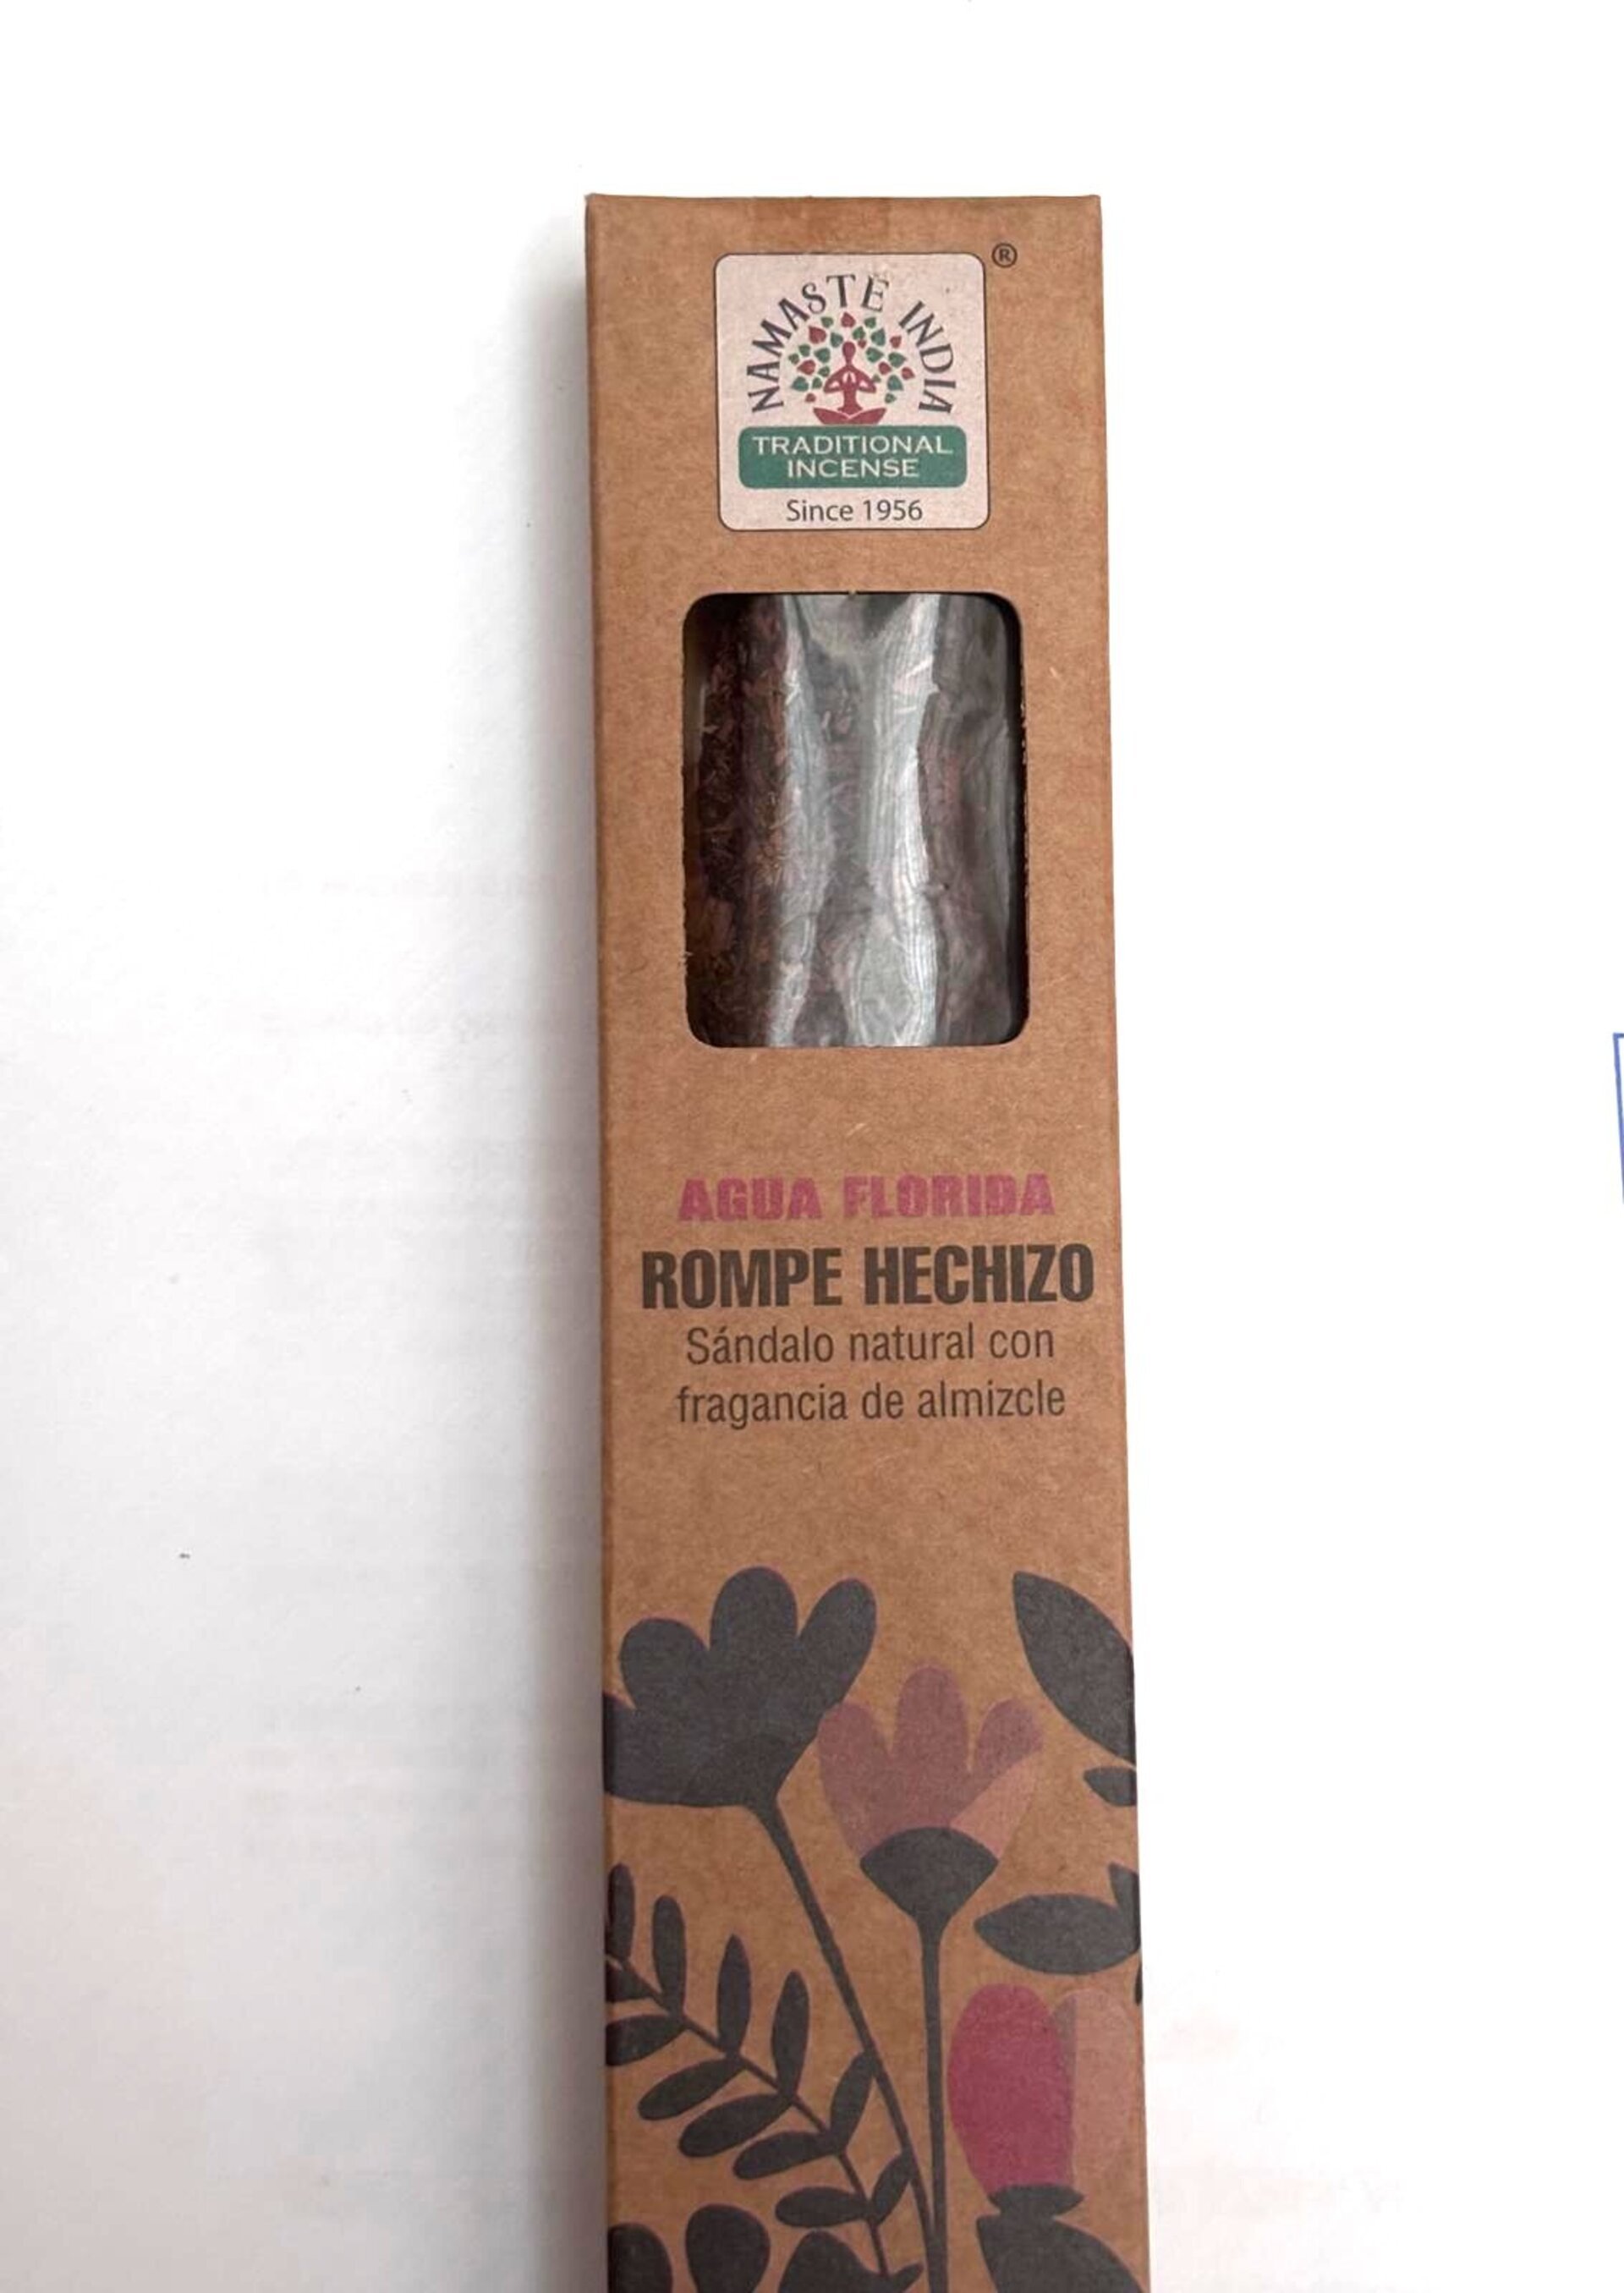 ®
NAMASTE INDIA
TRADITIONAL
INCENSE
Since 1956
AGUA FLORIDA
ROMPE HECHIZO
Sándalo natural con
fragancia de almizcle